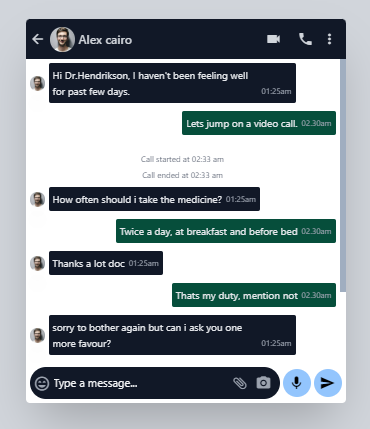 Alex cairo
Hi Dr.Hendrikson, I haven't been feeling well
for past few days.
01:25am
Lets jump on a video call. 02.30am
Call started at 02:33 am
Call ended at 02:33 am
How often should i take the medicine? 01:25am
Twice a day, at breakfast and before bed 02.30am
Thanks a lot doc 01:25am
Thats my duty, mention not 02.30am
sorry to bother again but can i ask you one
more favour?
01:25am
Type a message...